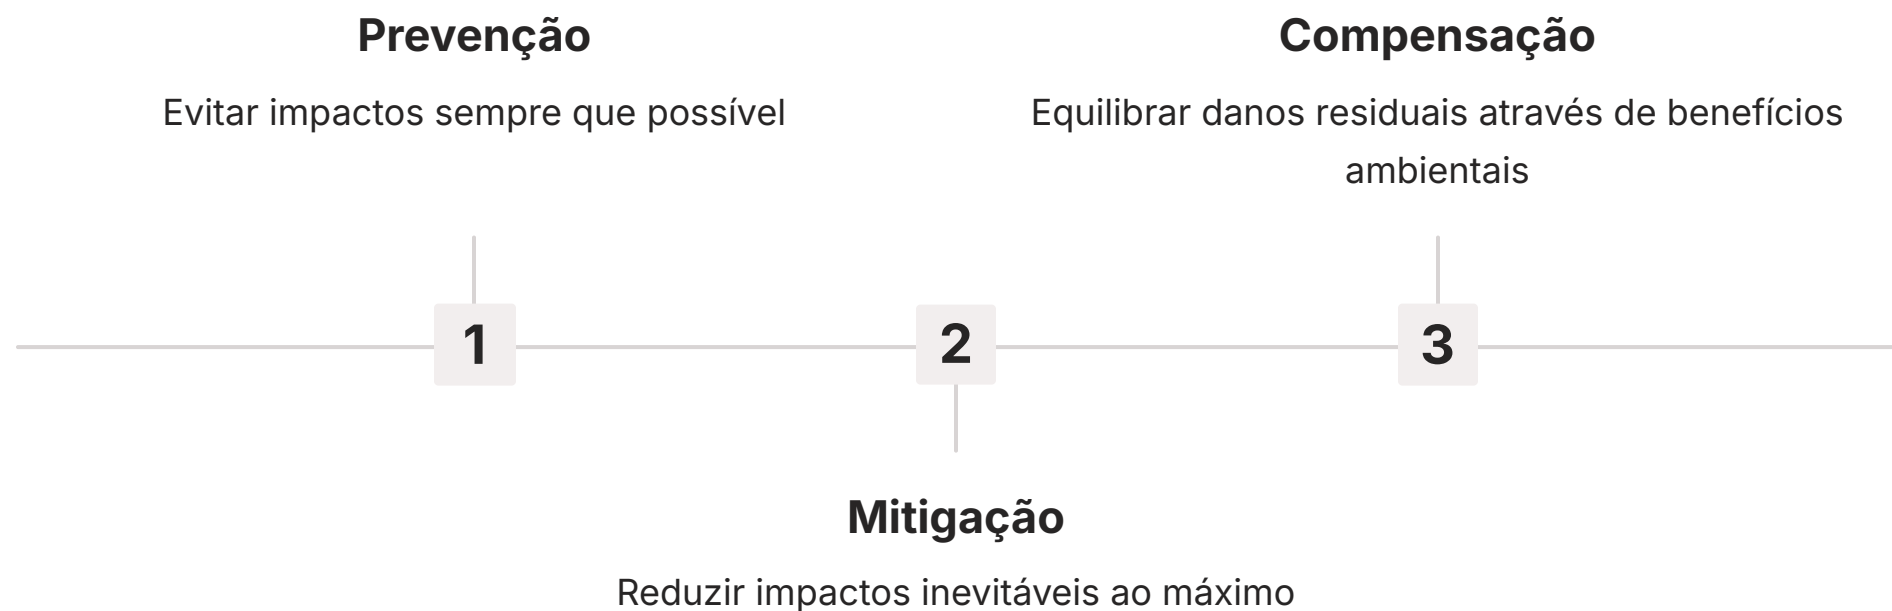 Prevenção
Evitar impactos sempre que possível
Compensação
Equilibrar danos residuais através de benefícios
ambientais
1
2
3
Mitigação
Reduzir impactos inevitáveis ao máximo